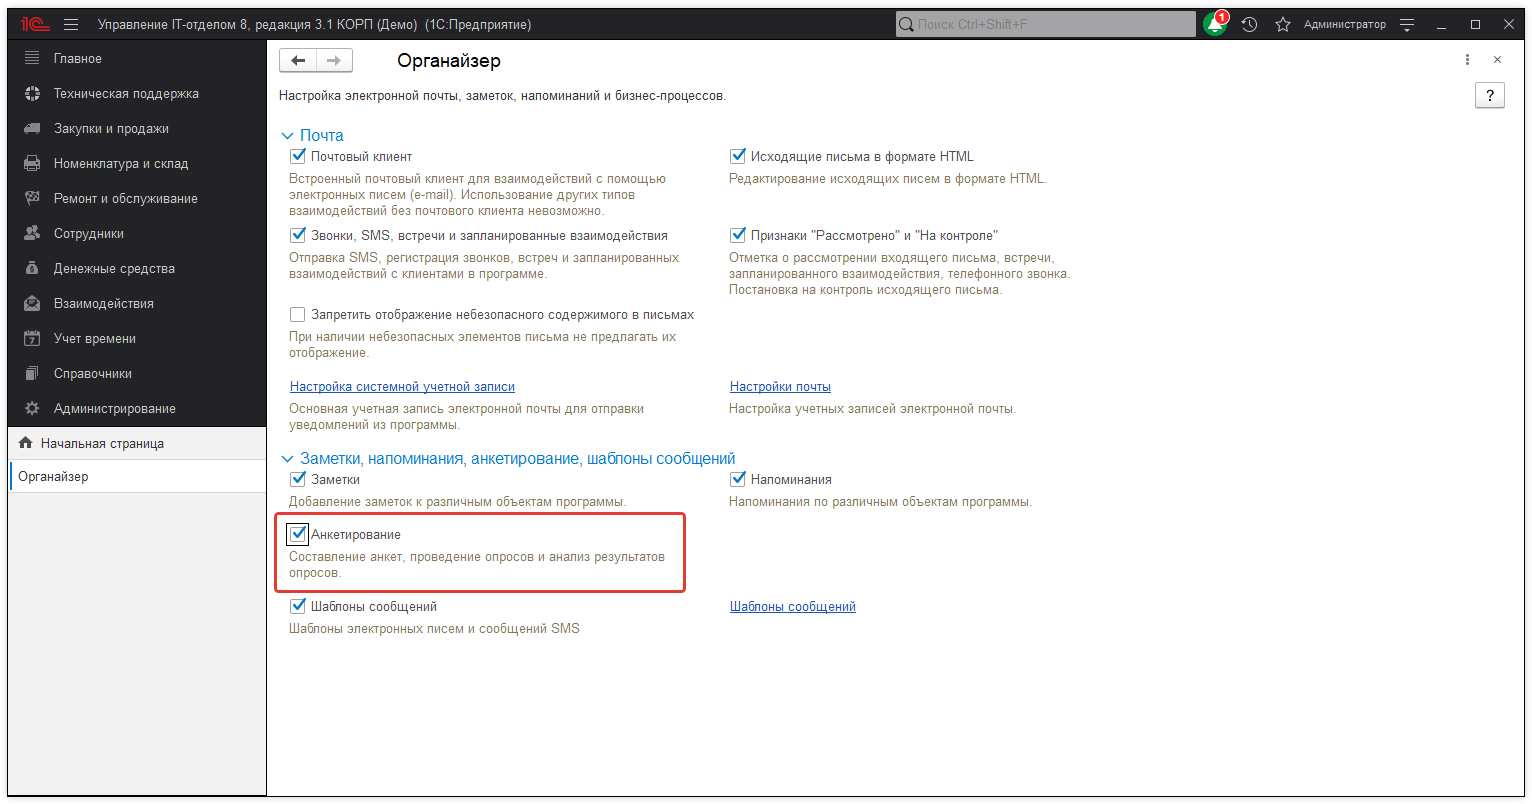 1С Управление IT-отделом 8, редакция 3.1 КОРП (Демо) (1С:Предприятие) Поиск Ctrl+Shift+F 1 Администратор
Главное
Техническая поддержка
Закупки и продажи
Номенклатура и склад
Ремонт и обслуживание
Сотрудники
Денежные средства
Взаимодействия
Учет времени
Справочники
Администрирование
Начальная страница
Органайзер
Органайзер
Настройка электронной почты, заметок, напоминаний и бизнес-процессов.
?
Почта
Почтовый клиент
Встроенный почтовый клиент для взаимодействий с помощью
электронных писем (e-mail). Использование других типов
взаимодействий без почтового клиента невозможно.
Исходящие письма в формате HTML
Редактирование исходящих писем в формате HTML.
Звонки, SMS, встречи и запланированные взаимодействия
Отправка SMS, регистрация звонков, встреч и запланированных
взаимодействий с клиентами в программе.
Признаки "Рассмотрено" и "На контроле"
Отметка о рассмотрении входящего письма, встречи,
запланированного взаимодействия, телефонного звонка.
Постановка на контроль исходящего письма.
Запретить отображение небезопасного содержимого в письмах
При наличии небезопасных элементов письма не предлагать их
отображение.
Настройка системной учетной записи
Основная учетная запись электронной почты для отправки
уведомлений из программы.
Настройки почты
Настройка учетных записей электронной почты.
Заметки, напоминания, анкетирование, шаблоны сообщений
Заметки
Добавление заметок к различным объектам программы.
Напоминания
Напоминания по различным объектам программы.
Анкетирование
Составление анкет, проведение опросов и анализ результатов
опросов.
Шаблоны сообщений
Шаблоны электронных писем и сообщений SMS
Шаблоны сообщений